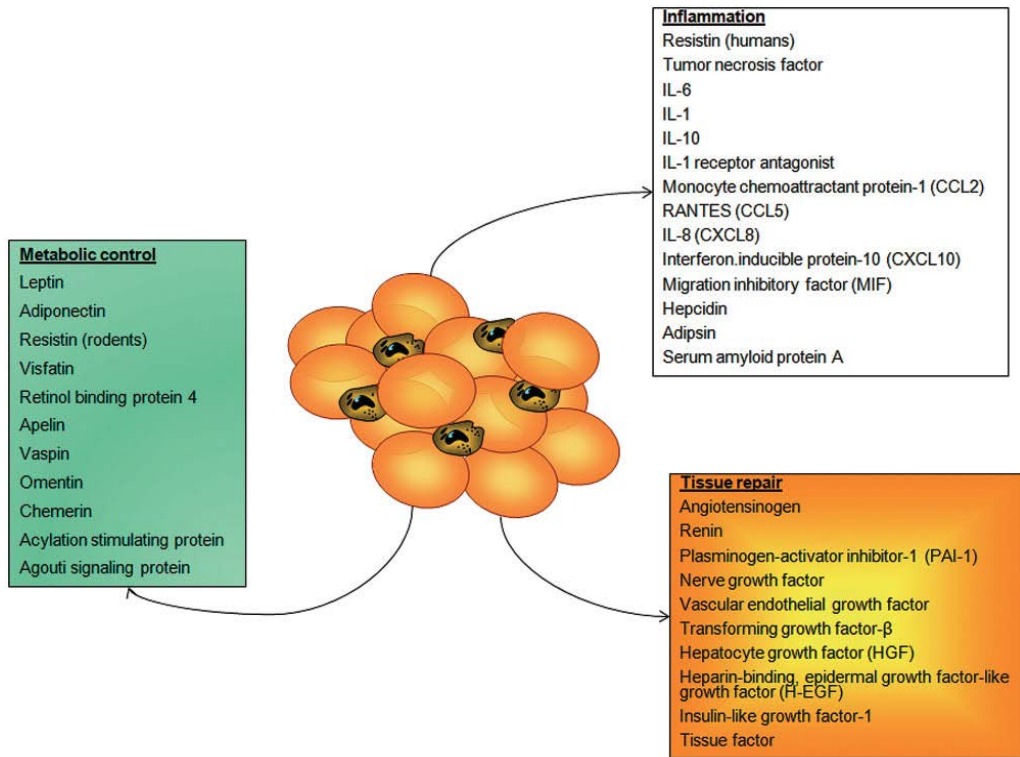 Inflammation
Resistin (humans)
Tumor necrosis factor
IL-6
IL-1
IL-10
IL-1 receptor antagonist
Monocyte chemoattractant protein-1 (CCL2)
RANTES (CCL5)
IL-8 (CXCL8)
Interferon.inducible protein-10 (CXCL10)
Migration inhibitory factor (MIF)
Hepcidin
Adipsin
Serum amyloid protein A
Metabolic control
Leptin
Adiponectin
Resistin (rodents)
Visfatin
Retinol binding protein 4
Apelin
Vaspin
Omentin
Chemerin
Acylation stimulating protein
Agouti signaling protein
Tissue repair
Angiotensinogen
Renin
Plasminogen-activator inhibitor-1 (PAI-1)
Nerve growth factor
Vascular endothelial growth factor
Transforming growth factor-β
Hepatocyte growth factor (HGF)
Heparin-binding, epidermal growth factor-like
growth factor (H-EGF)
Insulin-like growth factor-1
Tissue factor